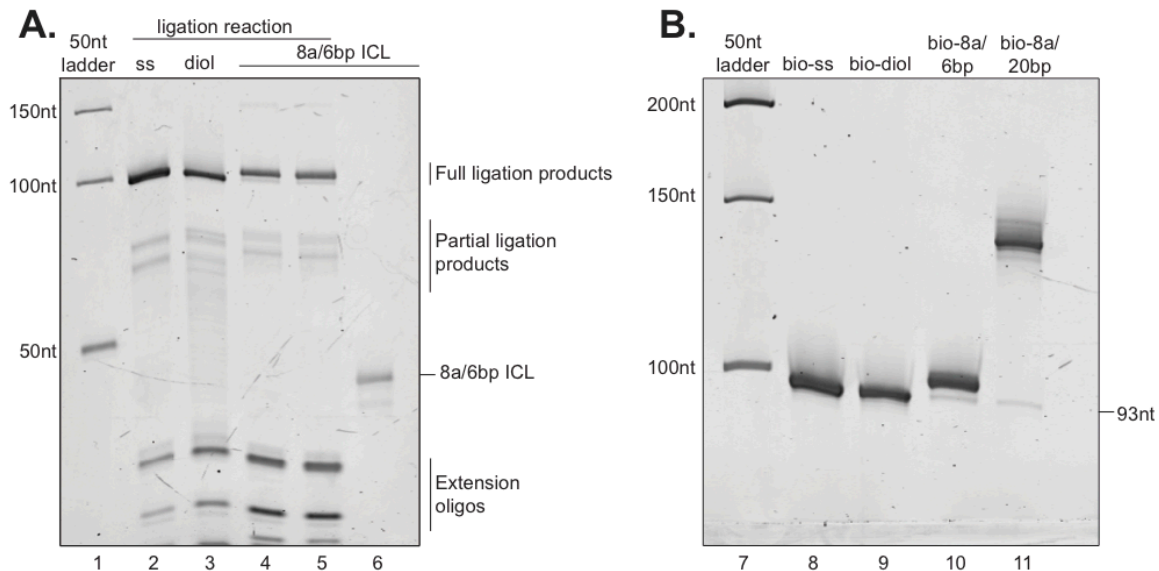 A.
ligation reaction
50nt
ladder
ss
diol
8a/6bp ICL
150nt
100nt
50nt
Full ligation products
Partial ligation
products
8a/6bp ICL
Extension
oligos
1
2
3
4
5
6
B.
50nt
ladder
bio-ss
bio-diol
bio-8a/
6bp
bio-8a/
20bp
200nt
150nt
100nt
93nt
7
8
9
10
11